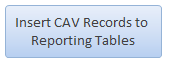 Insert CAV Records to
Reporting Tables